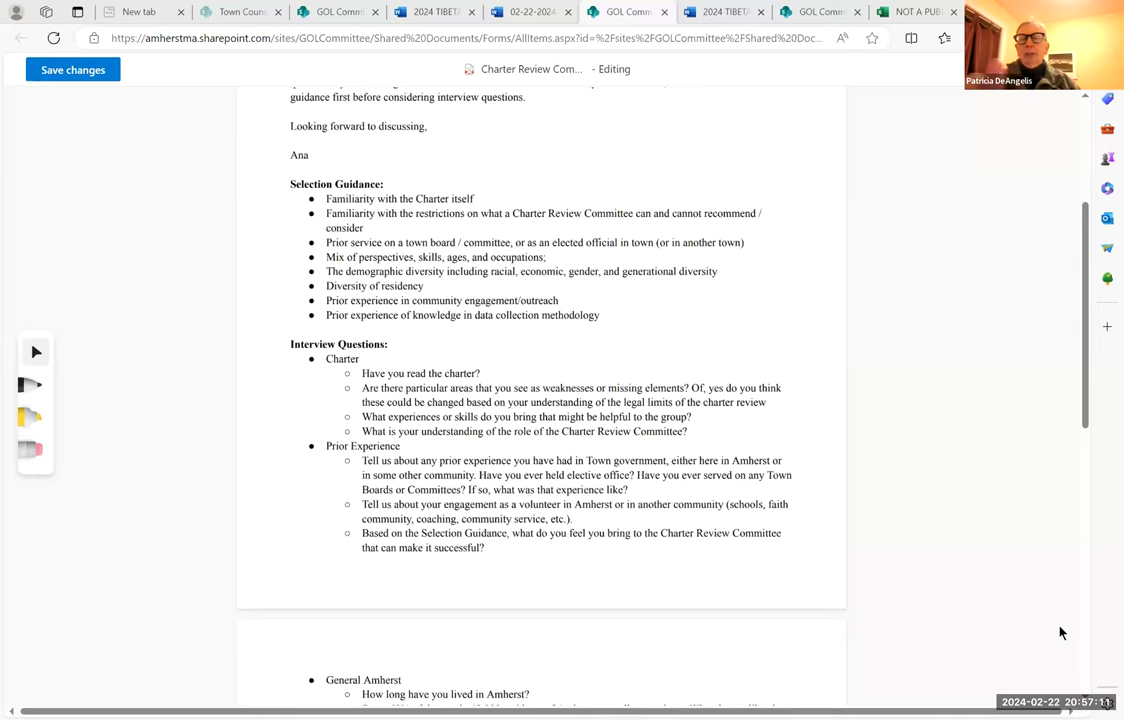 New tab
Town Counc
GOL Commi
2024 TIBETA
02-22-2024
GOL Comm
2024 TIBETA
GOL Comm
NOT A PUBL
https://amherstma.sharepoint.com/sites/GOLCommittee/Shared%20Documents/Forms/AllItems.aspx?id=%2Fsites%2FGOLCommittee%2FShared%20Doc...
Save changes
Charter Review Com... - Editing
Patricia DeAngelis
guidance first before considering interview questions.
Looking forward to discussing,
Ana
Selection Guidance:
● Familiarity with the Charter itself
● Familiarity with the restrictions on what a Charter Review Committee can and cannot recommend /
consider
● Prior service on a town board / committee, or as an elected official in town (or in another town)
● Mix of perspectives, skills, ages, and occupations;
● The demographic diversity including racial, economic, gender, and generational diversity
● Diversity of residency
● Prior experience in community engagement/outreach
● Prior experience of knowledge in data collection methodology
Interview Questions:
● Charter
○ Have you read the charter?
○ Are there particular areas that you see as weaknesses or missing elements? Of, yes do you think
these could be changed based on your understanding of the legal limits of the charter review
○ What experiences or skills do you bring that might be helpful to the group?
○ What is your understanding of the role of the Charter Review Committee?
● Prior Experience
○ Tell us about any prior experience you have had in Town government, either here in Amherst or
in some other community. Have you ever held elective office? Have you ever served on any Town
Boards or Committees? If so, what was that experience like?
○ Tell us about your engagement as a volunteer in Amherst or in another community (schools, faith
community, coaching, community service, etc.).
○ Based on the Selection Guidance, what do you feel you bring to the Charter Review Committee
that can make it successful?
● General Amherst
○ How long have you lived in Amherst?
2024-02-22 20:57:11